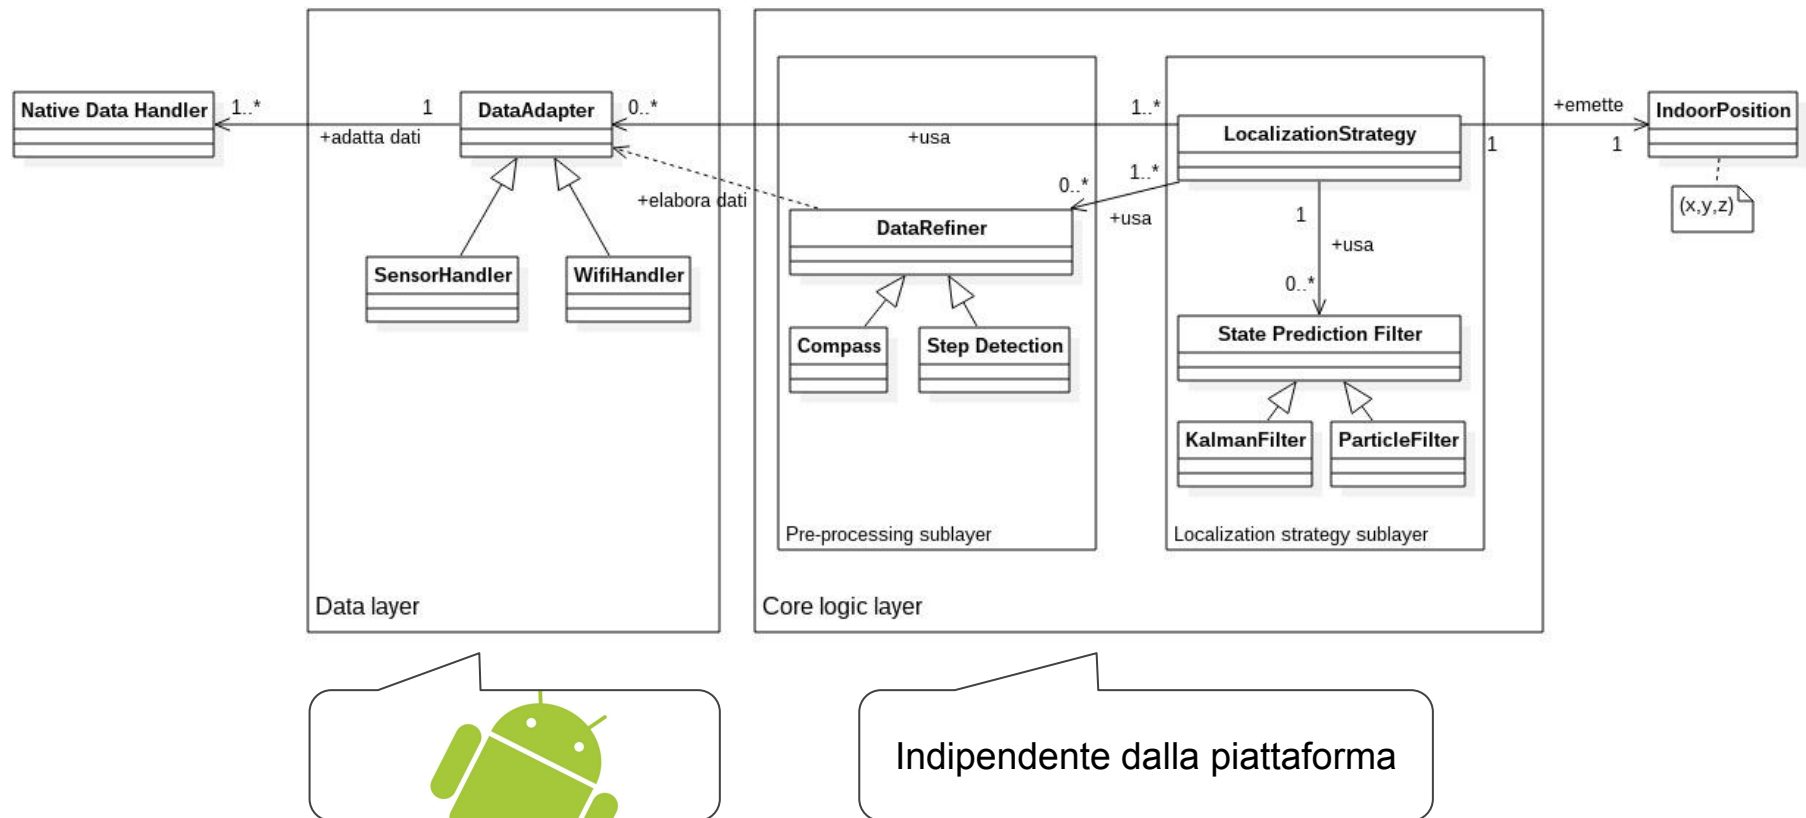 Native Data Handler
1..*
+adatta dati
1
DataAdapter
0..*
+usa
1..*
LocalizationStrategy
1
+emette
1
IndoorPosition
(x,y,z)
+elabora dati
0..*
1..*
+usa
DataRefiner
1
+usa
0..*
SensorHandler
WifiHandler
Compass
Step Detection
State Prediction Filter
KalmanFilter
ParticleFilter
Pre-processing sublayer
Localization strategy sublayer
Data layer
Core logic layer
Indipendente dalla piattaforma